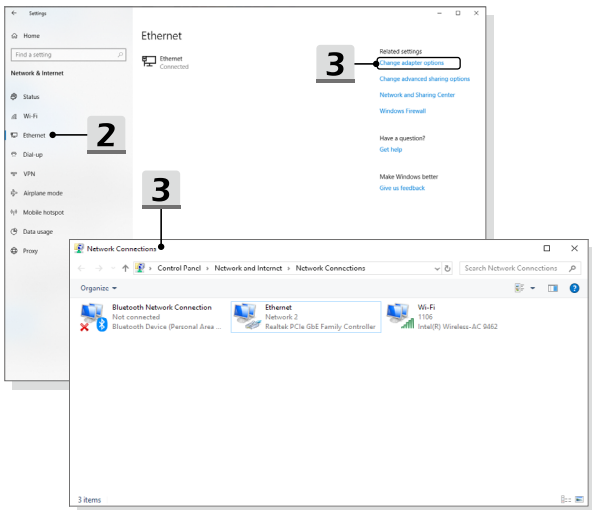 Settings
Home
Find a setting
Network & Internet
Status
Wi-Fi
Ethernet
Dial-up
VPN
Airplane mode
Mobile hotspot
Data usage
Proxy
2
Ethernet
Ethernet
Connected
3
Related settings
Change adapter options
Change advanced sharing options
Network and Sharing Center
Windows Firewall
Have a question?
Get help
Make Windows better
Give us feedback
3
Network Connections
Control Panel › Network and Internet › Network Connections
Search Network Connections
Organize
Bluetooth Network Connection
Not connected
Bluetooth Device (Personal Area ...
Ethernet
Network 2
Realtek PCIe GbE Family Controller
Wi-Fi
1106
Intel(R) Wireless-AC 9462
3 items